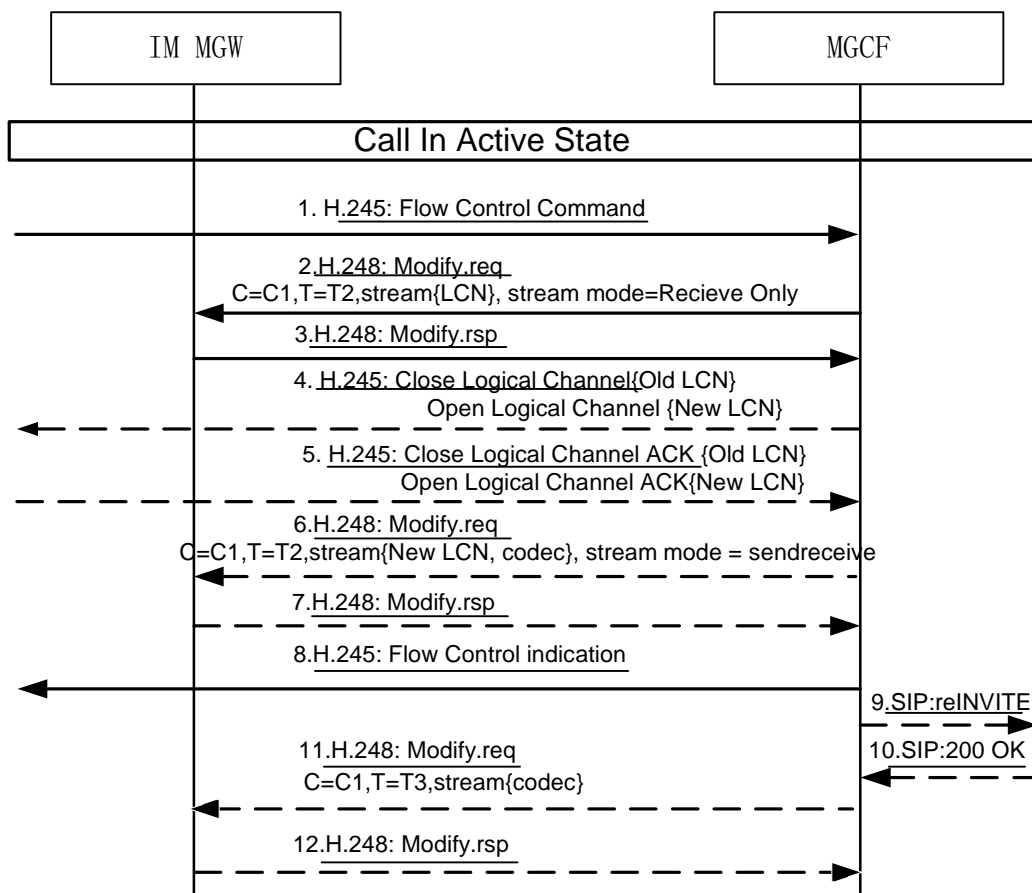 IM MGW
MGCF
Call In Active State
1. H.245: Flow Control Command
2.H.248: Modify.req
C=C1,T=T2,stream{LCN}, stream mode=Recieve Only
3.H.248: Modify.rsp
4. H.245: Close Logical Channel{Old LCN}
Open Logical Channel {New LCN}
5. H.245: Close Logical Channel ACK {Old LCN}
Open Logical Channel ACK{New LCN}
6.H.248: Modify.req
C=C1,T=T2,stream{New LCN, codec}, stream mode = sendreceive
7.H.248: Modify.rsp
8.H.245: Flow Control indication
9.SIP:reINVITE
10.SIP:200 OK
11.H.248: Modify.req
C=C1,T=T3,stream{codec}
12.H.248: Modify.rsp